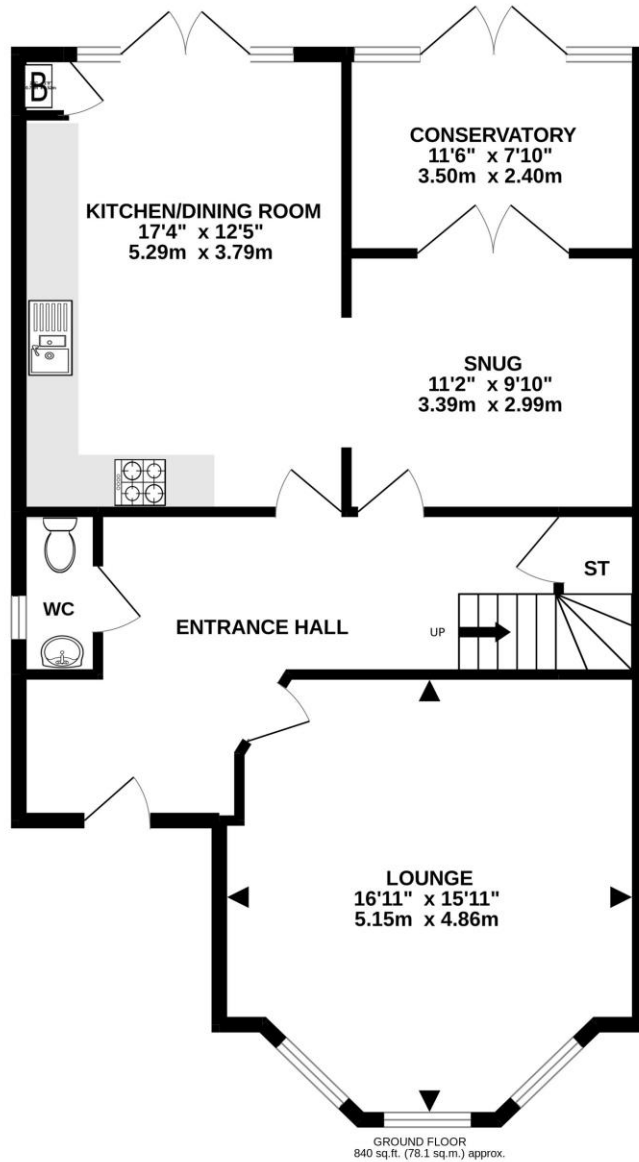 B
CONSERVATORY
11'6" x 7'10"
3.50m x 2.40m
KITCHEN/DINING ROOM
17'4" x 12'5"
5.29m x 3.79m
SNUG
11'2" x 9'10"
3.39m x 2.99m
ST
WC
ENTRANCE HALL
UP
LOUNGE
16'11" x 15'11"
5.15m x 4.86m
GROUND FLOOR
840 sq.ft. (78.1 sq.m.) approx.